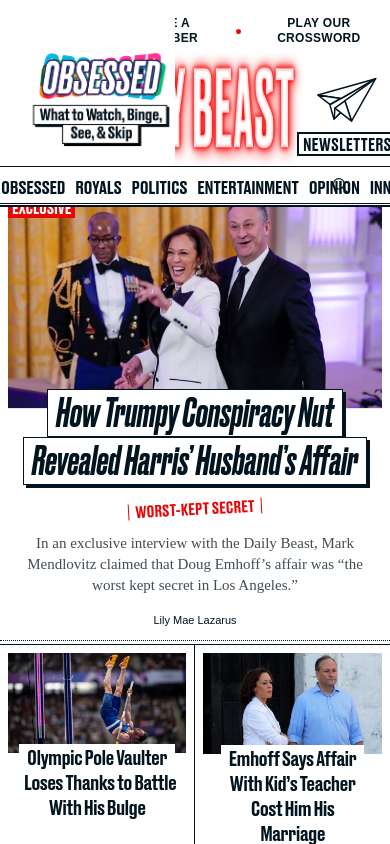 E A
BER
PLAY OUR
CROSSWORD
OBSESSED
What to Watch, Binge,
See, & Skip
Y BEAST
NEWSLETTERS
OBSESSED ROYALS POLITICS ENTERTAINMENT OPINION INN
EXCLUSIVE
How Trumpy Conspiracy Nut
Revealed Harris’ Husband’s Affair
WORST-KEPT SECRET
In an exclusive interview with the Daily Beast, Mark
Mendlovitz claimed that Doug Emhoff’s affair was “the
worst kept secret in Los Angeles.”
Lily Mae Lazarus
Olympic Pole Vaulter
Loses Thanks to Battle
With His Bulge
Emhoff Says Affair
With Kid’s Teacher
Cost Him His
Marriage